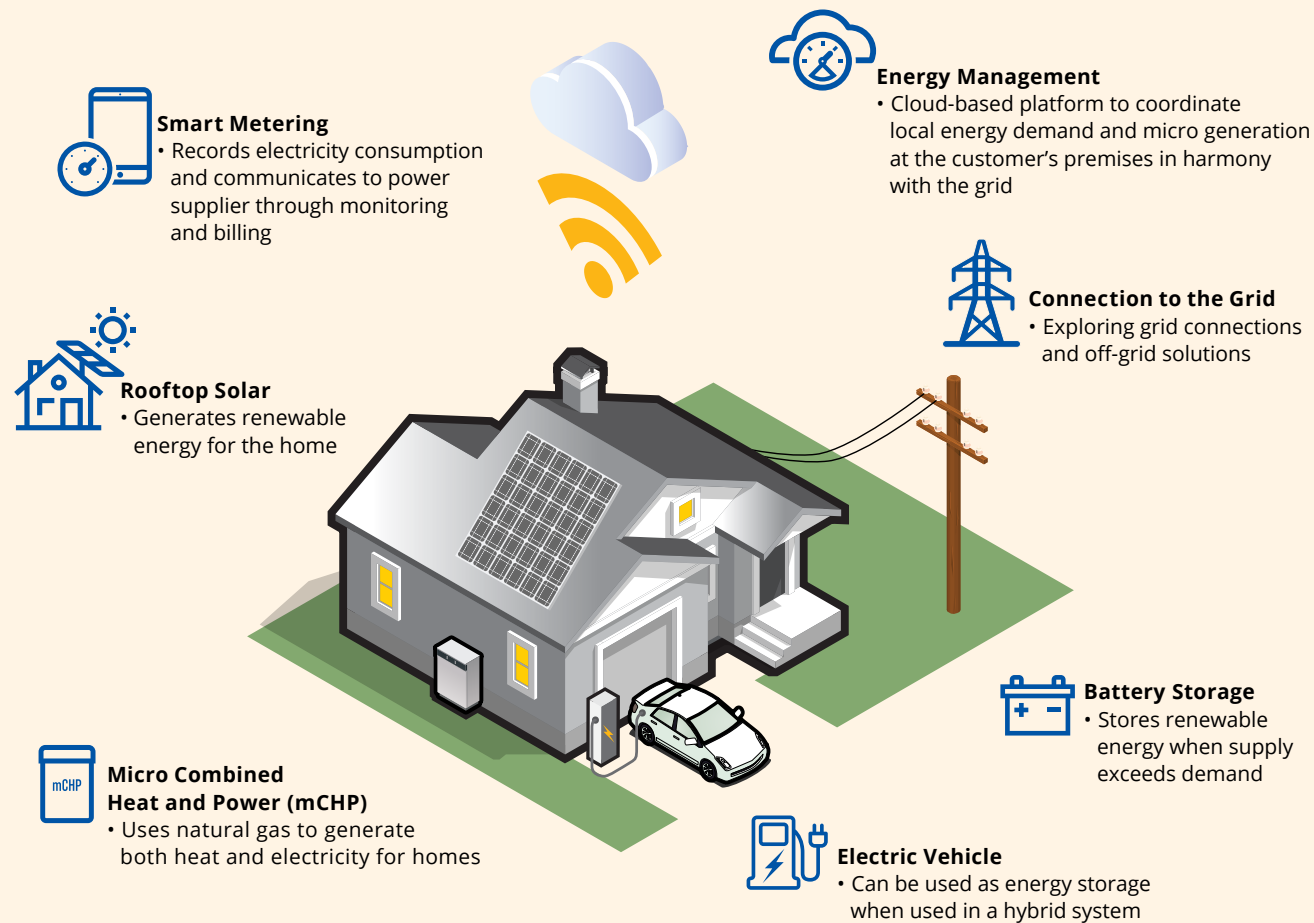 Smart Metering
• Records electricity consumption
and communicates to power
supplier through monitoring
and billing
Energy Management
• Cloud-based platform to coordinate
local energy demand and micro generation
at the customer’s premises in harmony
with the grid
Connection to the Grid
• Exploring grid connections
and off-grid solutions
Rooftop Solar
• Generates renewable
energy for the home
Battery Storage
• Stores renewable
energy when supply
exceeds demand
mCHP
Micro Combined
Heat and Power (mCHP)
• Uses natural gas to generate
both heat and electricity for homes
Electric Vehicle
• Can be used as energy storage
when used in a hybrid system